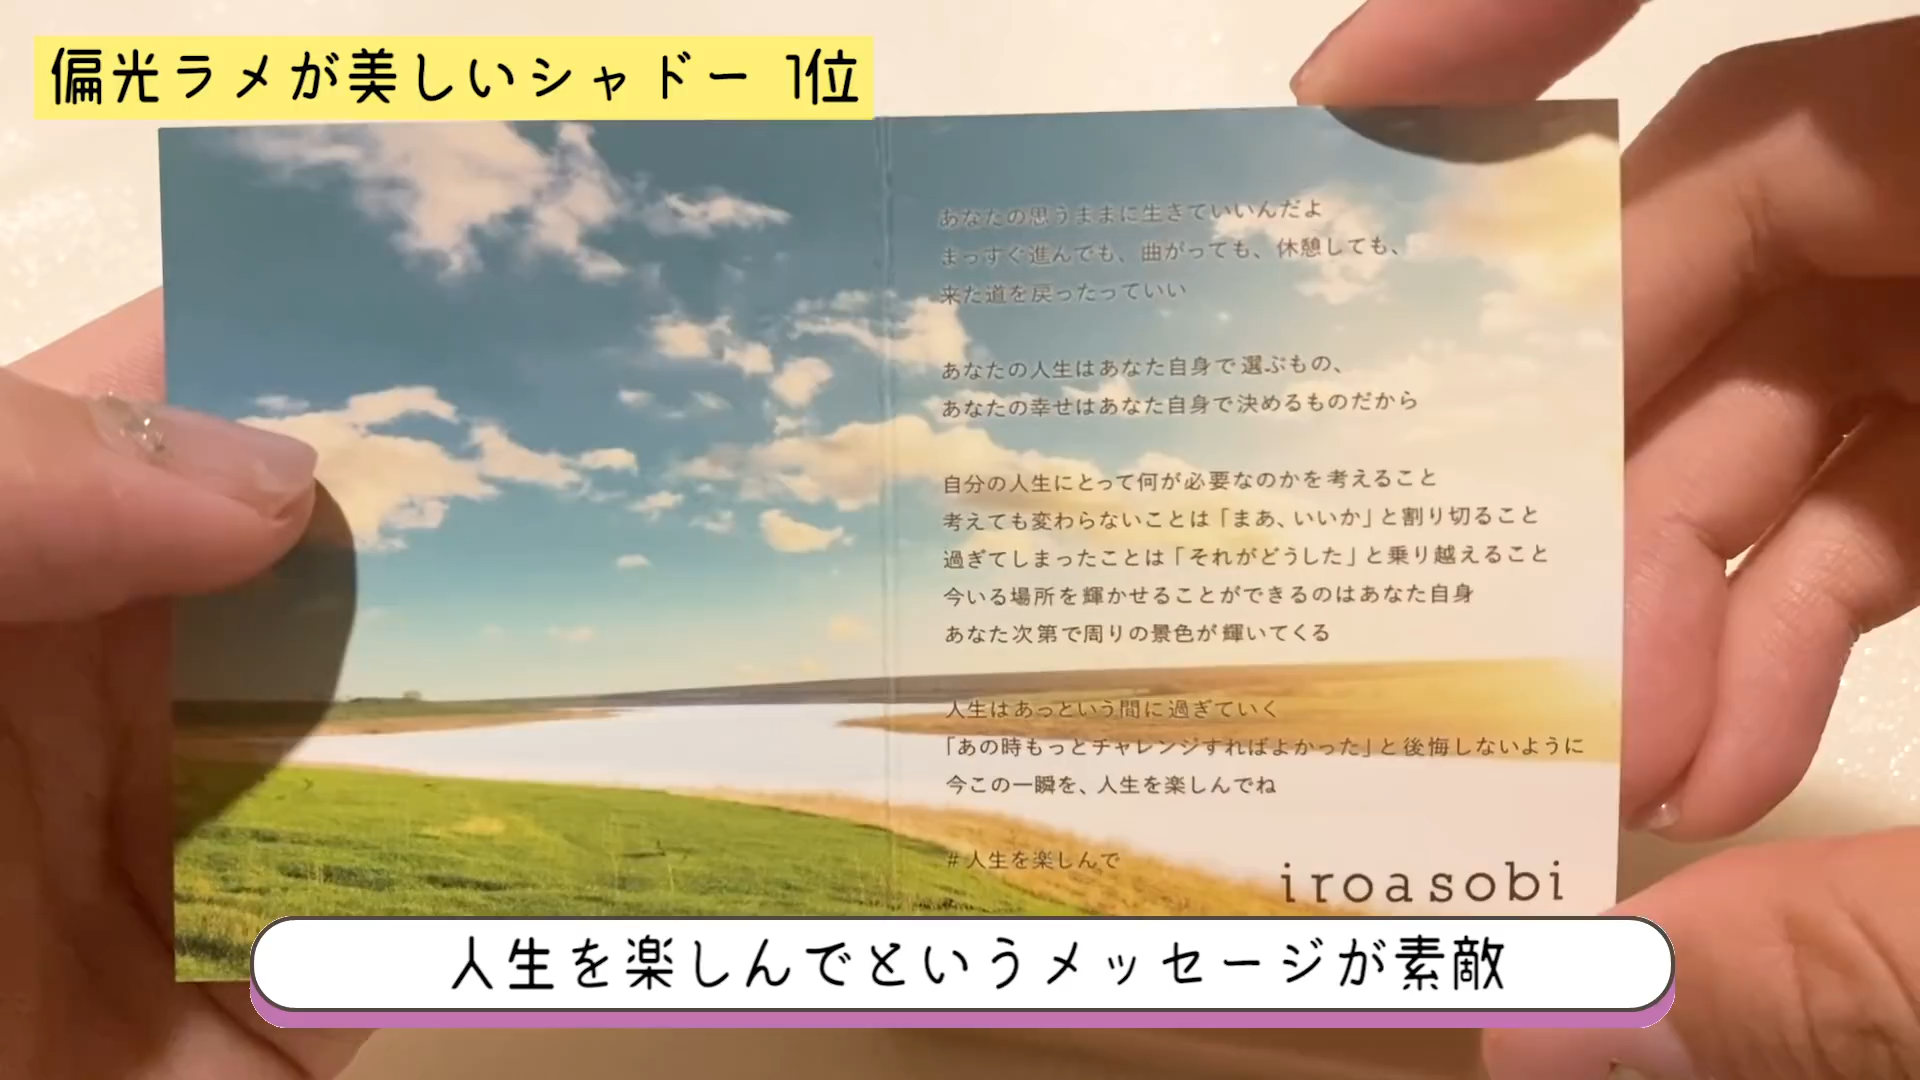 偏光ラメが美しいシャドー 1位
あなたの思うままに生きていいんだよ
まっすぐ進んでも、曲がっても、休憩しても、
来た道を戻ったっていい
あなたの人生はあなた自身で選ぶもの、
あなたの幸せはあなた自身で決めるものだから
自分の人生にとって何が必要なのかを考えること
考えても変わらないことは「まあ、いいか」と割り切ること
過ぎてしまったことは「それがどうした」と乗り越えること
今いる場所を輝かせることができるのはあなた自身
あなた次第で周りの景色が輝いてくる
人生はあっという間に過ぎていく
「あの時もっとチャレンジすればよかった」と後悔しないように
今この一瞬を、人生を楽しんでね
#人生を楽しんで
iroasobi
人生を楽しんでというメッセージが素敵